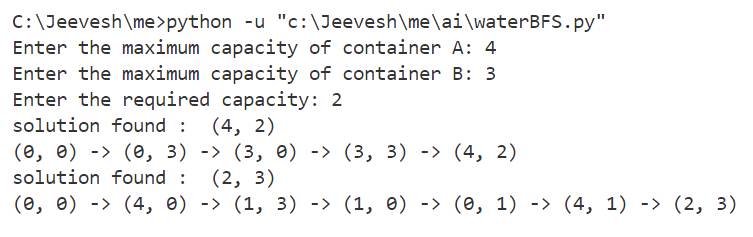 C:\Jeevesh\me>python -u "c:\Jeevesh\me\ai\waterBFS.py"
Enter the maximum capacity of container A: 4
Enter the maximum capacity of container B: 3
Enter the required capacity: 2
solution found :  (4, 2)
(0, 0) -> (0, 3) -> (3, 0) -> (3, 3) -> (4, 2)
solution found :  (2, 3)
(0, 0) -> (4, 0) -> (1, 3) -> (1, 0) -> (0, 1) -> (4, 1) -> (2, 3)